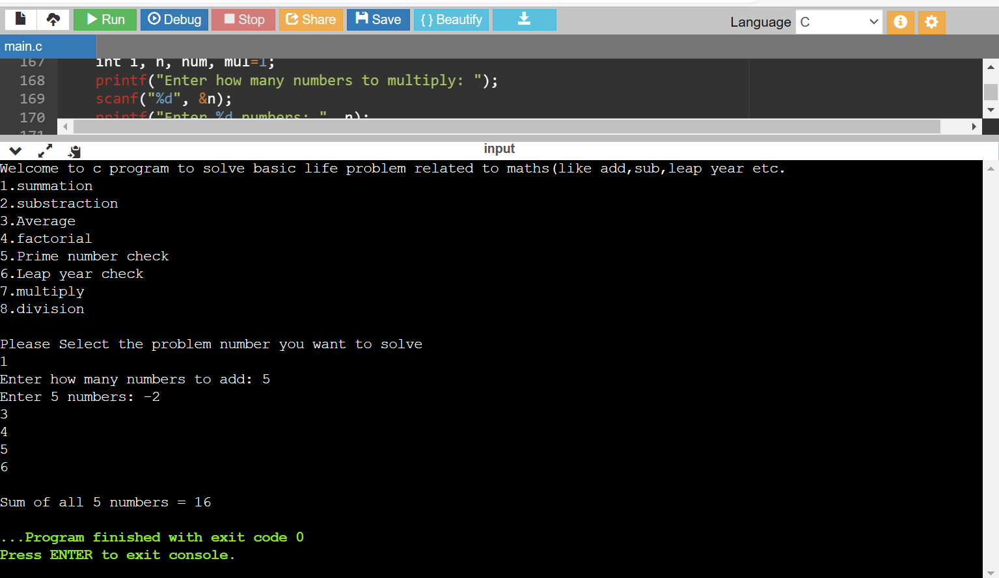 Run Debug Stop Share Save { } Beautify Language C
main.c
167 int i, n, num, mul=1;
168 printf("Enter how many numbers to multiply: ");
169 scanf("%d", &n);
170 printf("Enter %d numbers: ", n);
171
input
Welcome to c program to solve basic life problem related to maths(like add,sub,leap year etc.
1.summation
2.substraction
3.Average
4.factorial
5.Prime number check
6.Leap year check
7.multiply
8.division
Please Select the problem number you want to solve
1
Enter how many numbers to add: 5
Enter 5 numbers: -2
3
4
5
6
Sum of all 5 numbers = 16
...Program finished with exit code 0
Press ENTER to exit console.